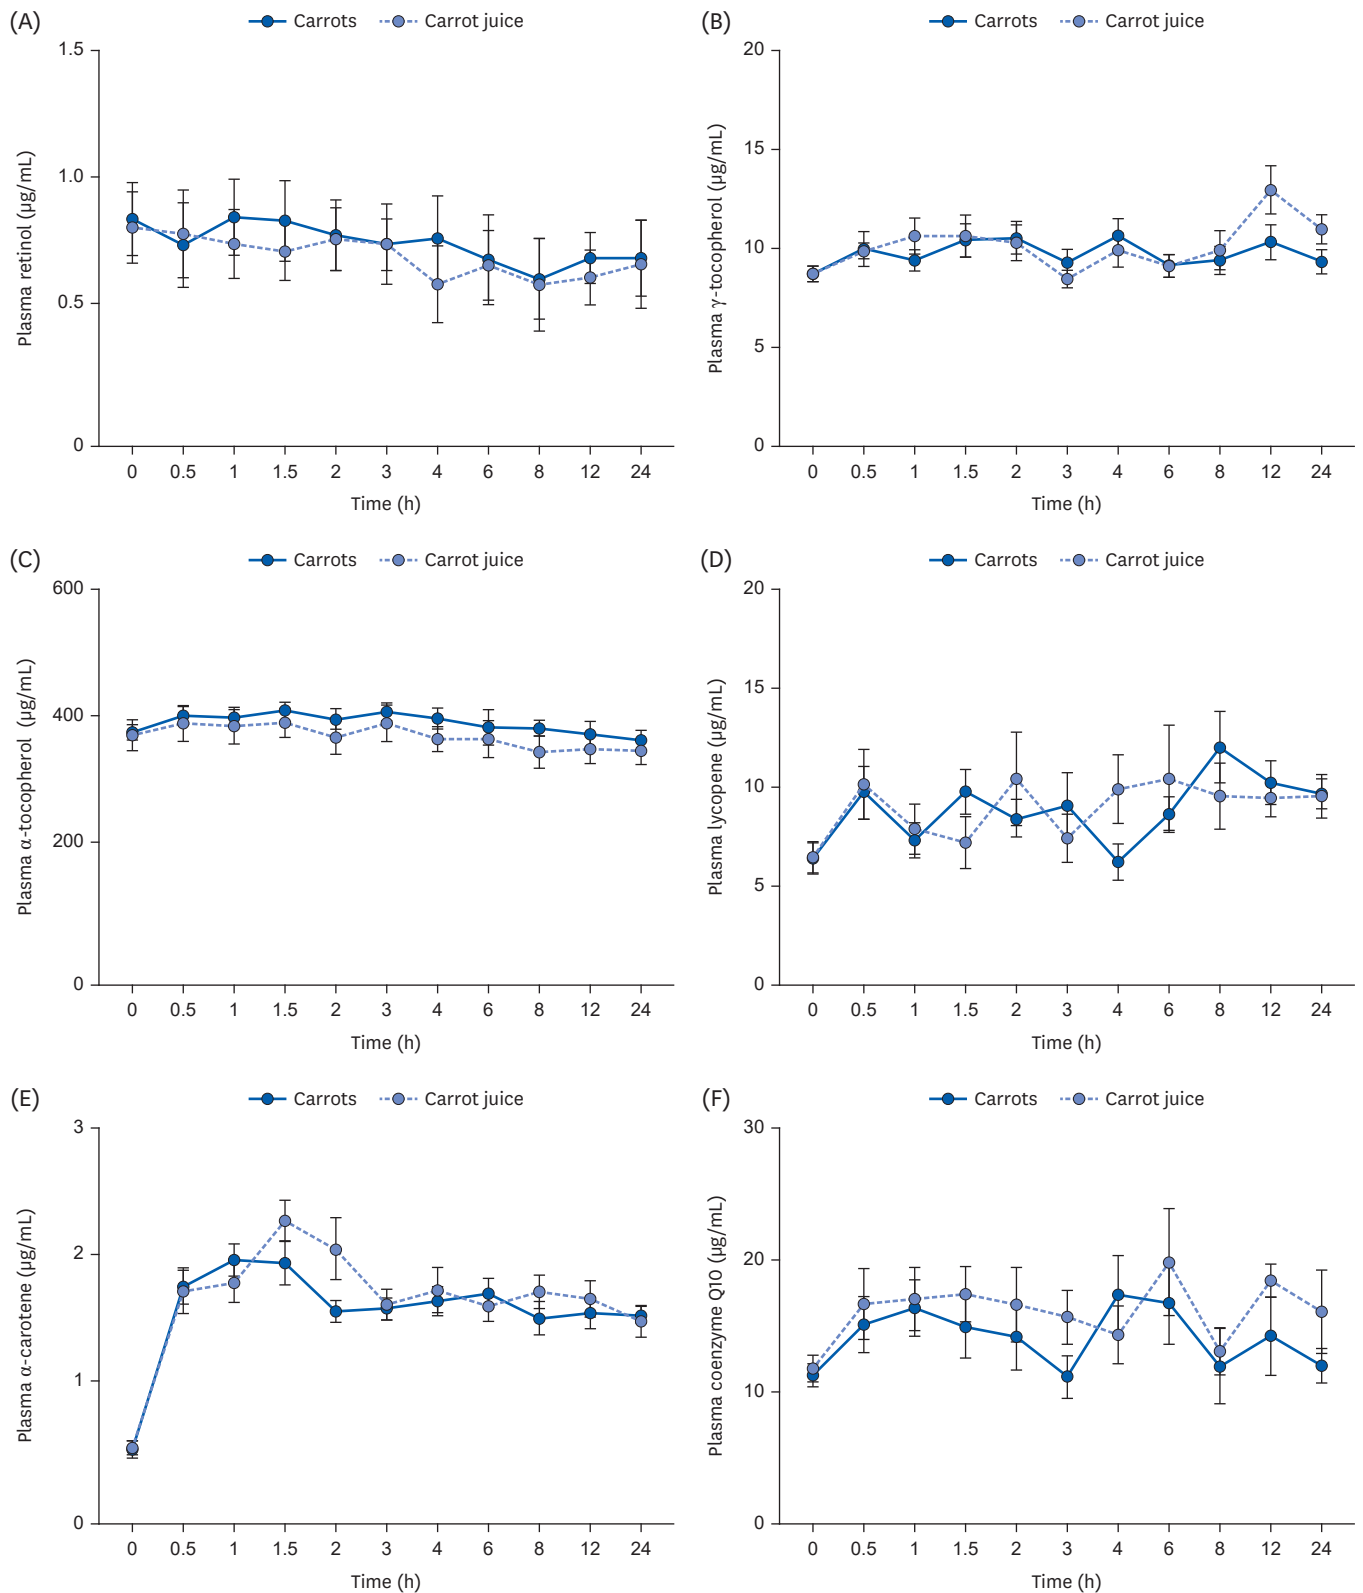 (A)
Carrots Carrot juice
Plasma retinol (µg/mL)
1.5
1.0
0.5
0
0 0.5 1 1.5 2 3 4 6 8 12 24
Time (h)
(B)
Carrots Carrot juice
Plasma γ-tocopherol (µg/mL)
20
15
10
5
0
0 0.5 1 1.5 2 3 4 6 8 12 24
Time (h)
(C)
Carrots Carrot juice
Plasma α-tocopherol (µg/mL)
600
400
200
0
0 0.5 1 1.5 2 3 4 6 8 12 24
Time (h)
(D)
Carrots Carrot juice
Plasma lycopene (µg/mL)
20
15
10
5
0
0 0.5 1 1.5 2 3 4 6 8 12 24
Time (h)
(E)
Carrots Carrot juice
Plasma α-carotene (µg/mL)
3
2
1
0
0 0.5 1 1.5 2 3 4 6 8 12 24
Time (h)
(F)
Carrots Carrot juice
Plasma coenzyme Q10 (µg/mL)
30
20
10
0
0 0.5 1 1.5 2 3 4 6 8 12 24
Time (h)